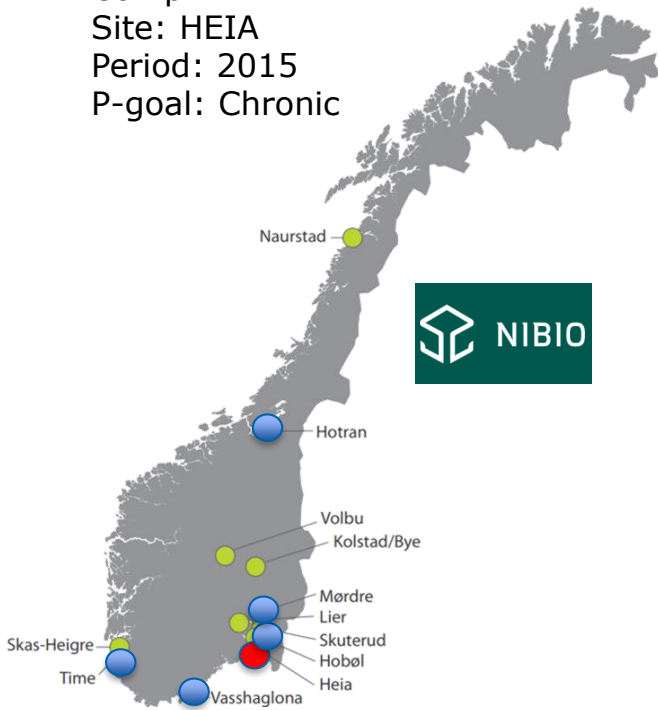 Site: HEIA
Period: 2015
P-goal: Chronic
Naurstad
NIBIO
Hotran
Volbu
Kolstad/Bye
Mørdre
Lier
Skuterud
Skas-Heigre
Hobøl
Time
Heia
Vasshaglona